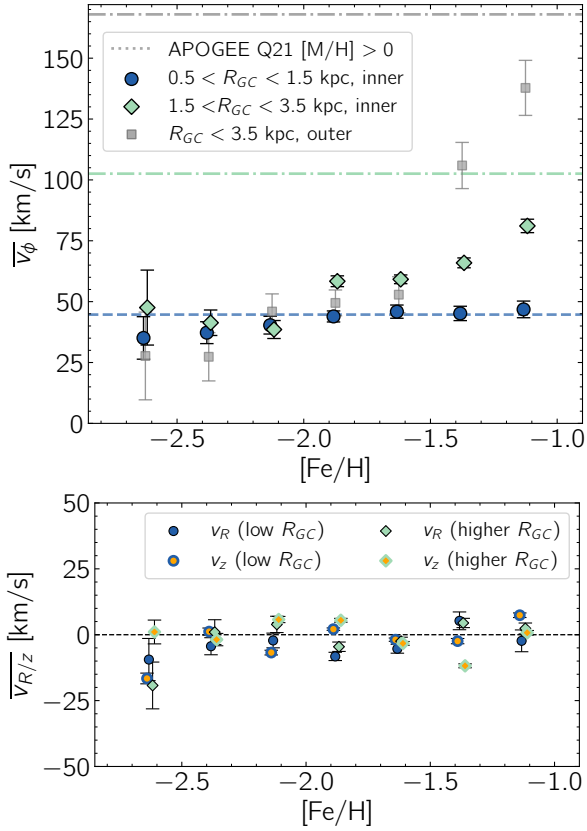 175
150
125
100
75
50
25
0
v̅ϕ [km/s]
APOGEE Q21 [M/H] > 0
0.5 < R_GC < 1.5 kpc, inner
1.5 <R_GC < 3.5 kpc, inner
R_GC < 3.5 kpc, outer
−2.5 −2.0 −1.5 −1.0
[Fe/H]
50
25
0
−25
−50
v̅R/z [km/s]
v_R (low R_GC) v_R (higher R_GC)
v_z (low R_GC) v_z (higher R_GC)
−2.5 −2.0 −1.5 −1.0
[Fe/H]